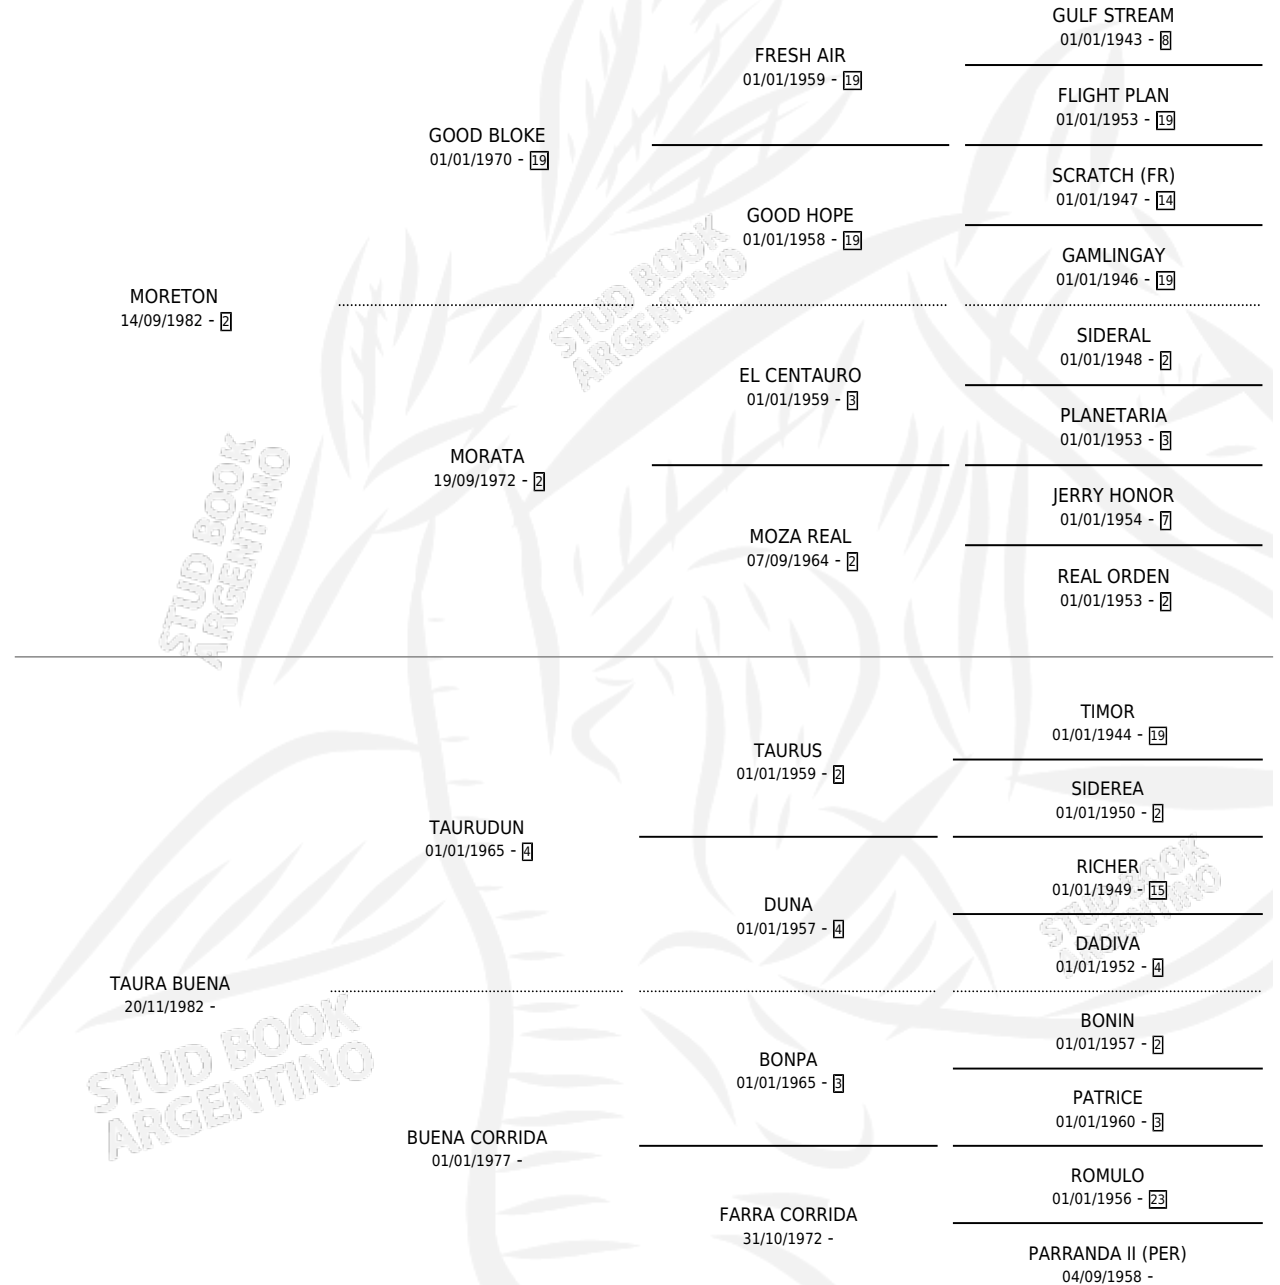 GULF STREAM
01/01/1943 - 8
FRESH AIR
01/01/1959 - 19
FLIGHT PLAN
01/01/1953 - 19
GOOD BLOKE
01/01/1970 - 19
SCRATCH (FR)
01/01/1947 - 14
GOOD HOPE
01/01/1958 - 19
GAMLINGAY
01/01/1946 - 19
MORETON
14/09/1982 - 2
STUD BOOK
ARGENTINO
SIDERAL
01/01/1948 - 2
EL CENTAURO
01/01/1959 - 3
PLANETARIA
01/01/1953 - 3
MORATA
19/09/1972 - 2
JERRY HONOR
01/01/1954 - 7
MOZA REAL
07/09/1964 - 2
REAL ORDEN
01/01/1953 - 2
STUD BOOK
ARGENTINO
TIMOR
01/01/1944 - 19
TAURUS
01/01/1959 - 2
SIDEREA
01/01/1950 - 2
TAURUDUN
01/01/1965 - 4
RICHER
01/01/1949 - 15
DUNA
01/01/1957 - 4
STUD BOOK
ARGENTINO
DADIVA
01/01/1952 - 4
TAURA BUENA
20/11/1982 -
BONIN
01/01/1957 - 2
BONPA
01/01/1965 - 3
PATRICE
01/01/1960 - 3
STUD BOOK
ARGENTINO
BUENA CORRIDA
01/01/1977 -
ROMULO
01/01/1956 - 23
FARRA CORRIDA
31/10/1972 -
PARRANDA II (PER)
04/09/1958 -